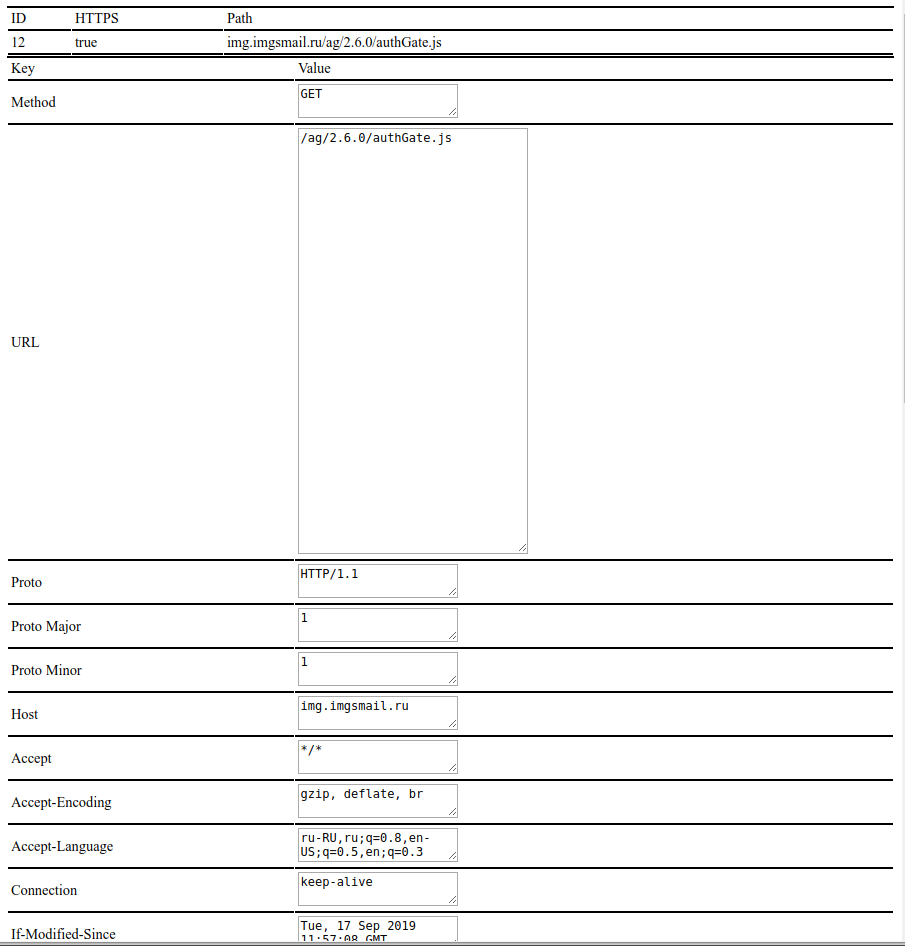 ID HTTPS Path
12 true img.imgsmail.ru/ag/2.6.0/authGate.js
Key Value
Method GET
URL /ag/2.6.0/authGate.js
Proto HTTP/1.1
Proto Major 1
Proto Minor 1
Host img.imgsmail.ru
Accept */*
Accept-Encoding gzip, deflate, br
Accept-Language ru-RU,ru;q=0.8,en-
US;q=0.5,en;q=0.3
Connection keep-alive
If-Modified-Since Tue, 17 Sep 2019
11:57:08 GMT